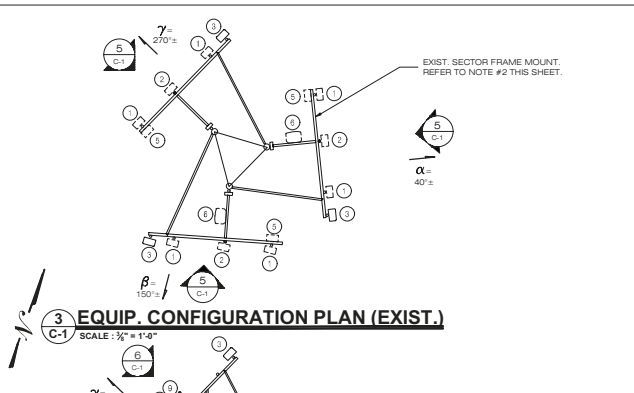 γ=
270°±
5
C-1
3
1
2
1
5
EXIST. SECTOR FRAME MOUNT.
REFER TO NOTE #2 THIS SHEET.
5
1
6
2
5
C-1
α=
40°±
1
3
6
5
3
1
2
1
β=
150°±
5
C-1
N
3
C-1
EQUIP. CONFIGURATION PLAN (EXIST.)
SCALE : ⅜" = 1'-0"
6
C-1
3
9